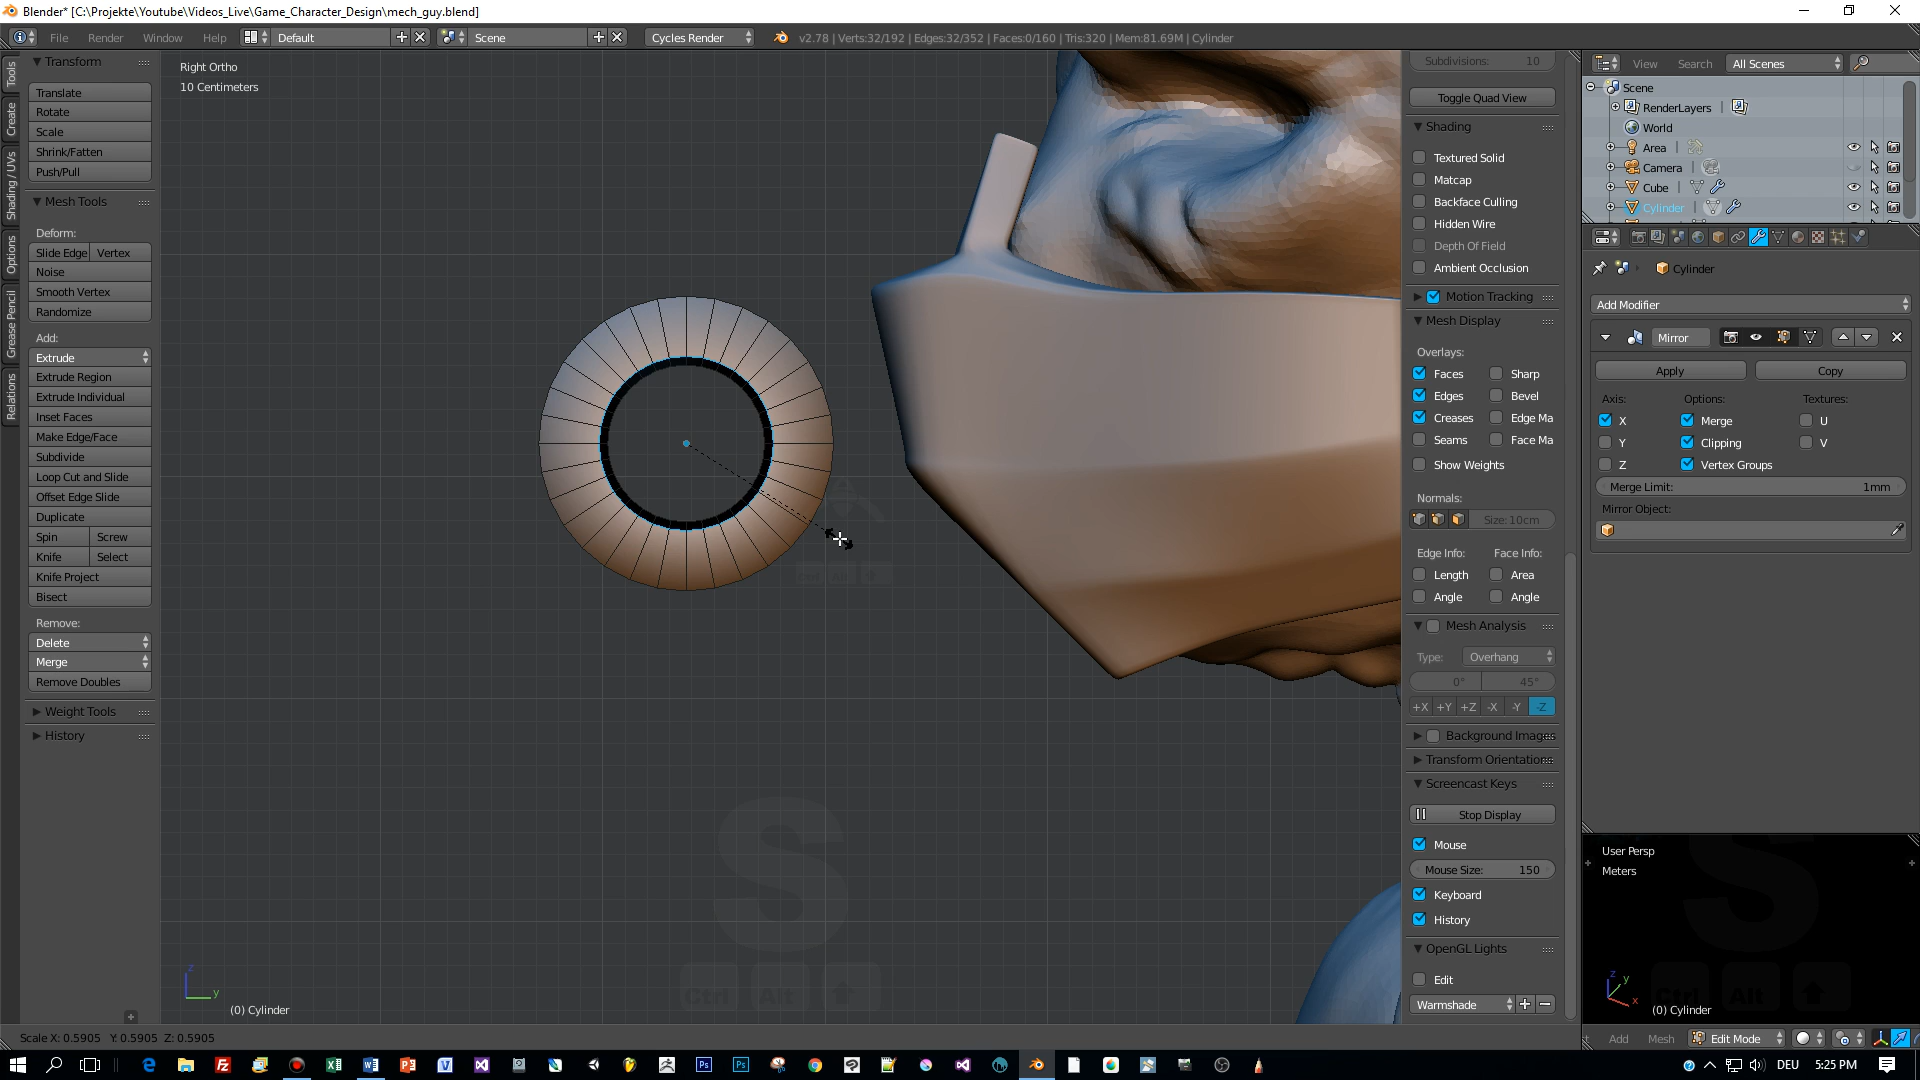 Blender* [C:\Projekte\Youtube\Videos_Live\Game_Character_Design\mech_guy.blend]
File Render Window Help Default Scene Cycles Render v2.78 | Verts:32/192 | Edges:32/352 | Faces:0/160 | Tris:320 | Mem:81.69M | Cylinder
Tools
Create
Shading / UVs
Options
Grease Pencil
Relations
Transform
Translate
Rotate
Scale
Shrink/Fatten
Push/Pull
Mesh Tools
Deform:
Slide Edge Vertex
Noise
Smooth Vertex
Randomize
Add:
Extrude
Extrude Region
Extrude Individual
Inset Faces
Make Edge/Face
Subdivide
Loop Cut and Slide
Offset Edge Slide
Duplicate
Spin Screw
Knife Select
Knife Project
Bisect
Remove:
Delete
Merge
Remove Doubles
Weight Tools
History
Right Ortho
10 Centimeters
S
Ctrl Alt
z
y
(0) Cylinder
Scale X: 0.5905 Y: 0.5905 Z: 0.5905
Subdivisions: 10
Toggle Quad View
Shading
Textured Solid
Matcap
Backface Culling
Hidden Wire
Depth Of Field
Ambient Occlusion
Motion Tracking
Mesh Display
Overlays:
Faces Sharp
Edges Bevel
Creases Edge Ma
Seams Face Ma
Show Weights
Normals:
Size: 10cm
Edge Info: Face Info:
Length Area
Angle Angle
Mesh Analysis
Type: Overhang
0° 45°
+X +Y +Z -X -Y -Z
Background Images
Transform Orientation
Screencast Keys
Stop Display
Mouse
Mouse Size: 150
Keyboard
History
OpenGL Lights
Edit
Warmshade
View Search All Scenes
Scene
RenderLayers
World
Area
Camera
Cube
Cylinder
Cylinder
Add Modifier
Mirror
Apply Copy
Axis: Options: Textures:
X Merge U
Y Clipping V
Z Vertex Groups
Merge Limit: 1mm
Mirror Object:
User Persp
Meters
z
y
x
Ctrl Alt
(0) Cylinder
Add Mesh Edit Mode
DEU 5:25 PM